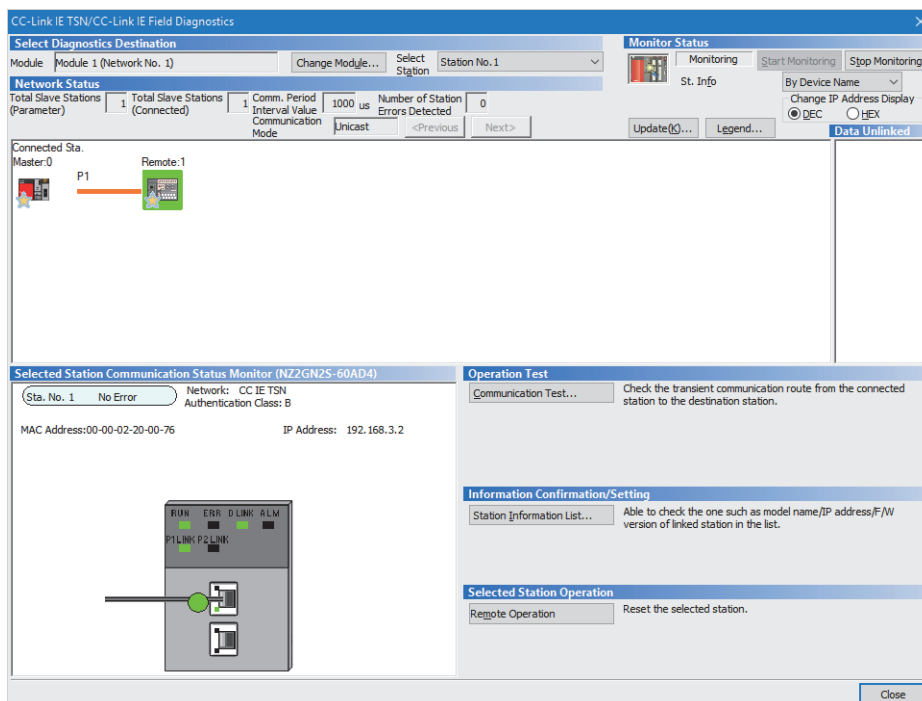 CC-Link IE TSN/CC-Link IE Field Diagnostics
Select Diagnostics Destination
Module Module 1 (Network No. 1) Change Module... Select Station Station No.1
Monitor Status
Monitoring Start Monitoring Stop Monitoring
St. Info By Device Name
Change IP Address Display
DEC HEX
Update(K)... Legend...
Network Status
Total Slave Stations (Parameter) 1 Total Slave Stations (Connected) 1 Comm. Period Interval Value 1000 us Number of Station Errors Detected 0
Communication Mode Unicast <Previous Next>
Data Unlinked
Connected Sta.
Master:0 Remote:1
P1
Selected Station Communication Status Monitor (NZ2GN2S-60AD4)
Sta. No. 1 No Error
Network: CC IE TSN
Authentication Class: B
MAC Address:00-00-02-20-00-76 IP Address: 192.168.3.2
RUN ERR D LINK ALM
P1LINK P2LINK
Operation Test
Communication Test...
Check the transient communication route from the connected
station to the destination station.
Information Confirmation/Setting
Station Information List...
Able to check the one such as model name/IP address/F/W
version of linked station in the list.
Selected Station Operation
Remote Operation
Reset the selected station.
Close